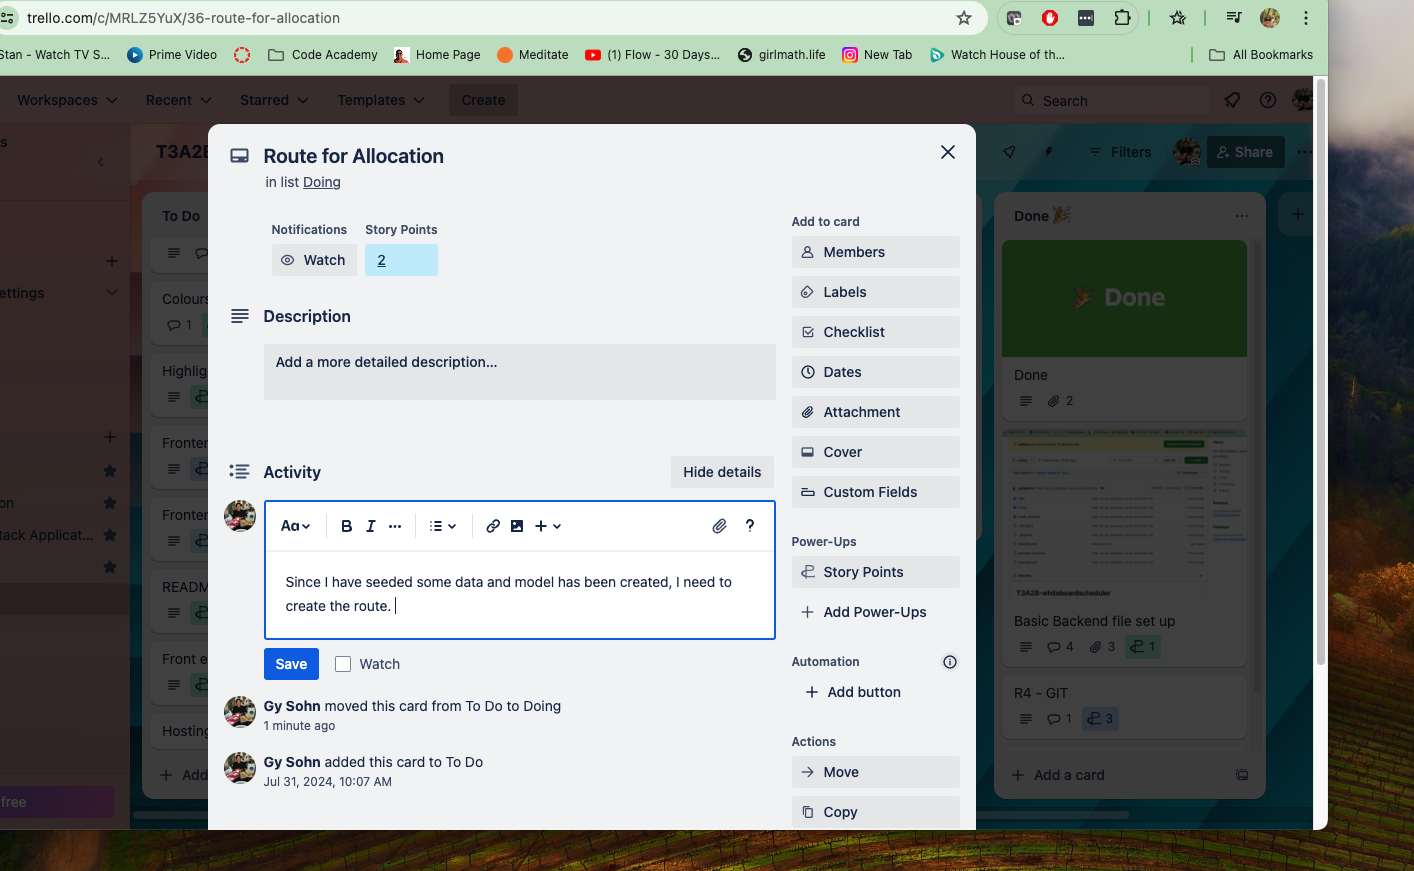 trello.com/c/MRLZ5YuX/36-route-for-allocation
Stan - Watch TV S...
Prime Video
Code Academy
Home Page
Meditate
(1) Flow - 30 Days...
girlmath.life
New Tab
Watch House of th...
All Bookmarks
Workspaces
Recent
Starred
Templates
Create
Search
Filters
Share
To Do
1
README
Hosting
Add
free
ettings
on
tack Applicat...
Route for Allocation
in list Doing
Notifications
Story Points
Watch
2
Description
Add a more detailed description...
Activity
Hide details
Aa
B I ...
?
Since I have seeded some data and model has been created, I need to
create the route.
Save
Watch
Gy Sohn moved this card from To Do to Doing
1 minute ago
Gy Sohn added this card to To Do
Jul 31, 2024, 10:07 AM
Add to card
Members
Labels
Checklist
Dates
Attachment
Cover
Custom Fields
Power-Ups
Story Points
Add Power-Ups
Automation
Add button
Actions
Move
Copy
Done 🎉
🎉 Done
Done
2
T3A2B-whiteboardscheduler
Basic Backend file set up
4
3
1
R4 - GIT
1
3
Add a card